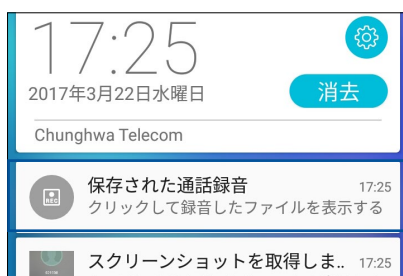 17:25
2017年3月22日水曜日
消去
Chunghwa Telecom
保存された通話録音 17:25
REC
クリックして録音したファイルを表示する
スクリーンショットを取得しま.. 17:25